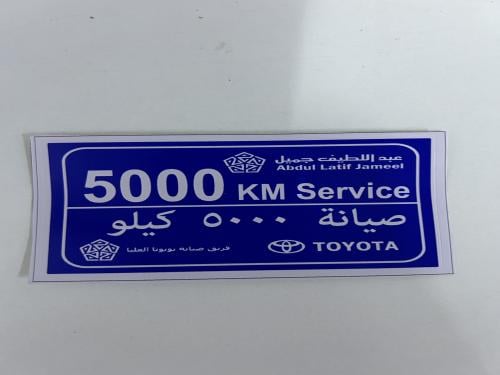 عبد اللطيف جميل
Abdul Latif Jameel
5000 KM Service
صيانة ٥٠٠٠ كيلو
فريق صيانة تويوتا العليا TOYOTA